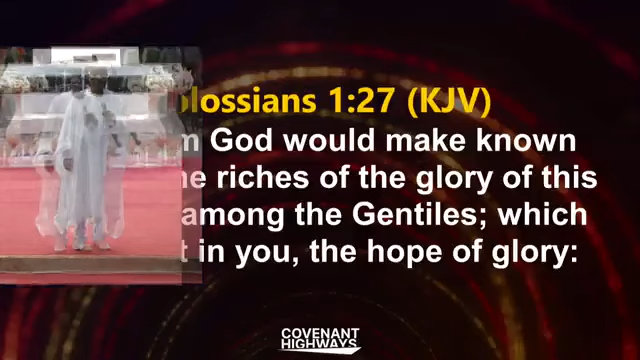 olossians 1:27 (KJV)
God would make known
riches of the glory of this
among the Gentiles; which
in you, the hope of glory:
COVENANT
HIGHWAYS